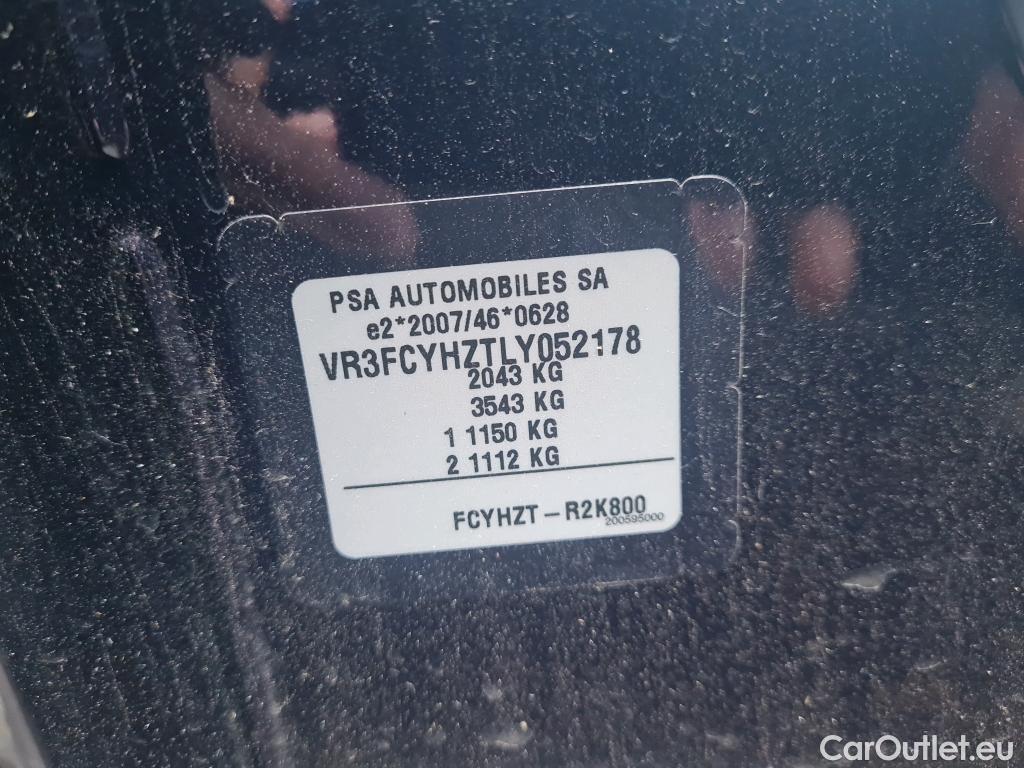 PSA AUTOMOBILES SA
e2*2007/46*0628
VR3FCYHZTLY052178
2043 KG
3543 KG
1 1150 KG
2 1112 KG
FCYHZT - R2K800
200595000
CarOutlet.eu